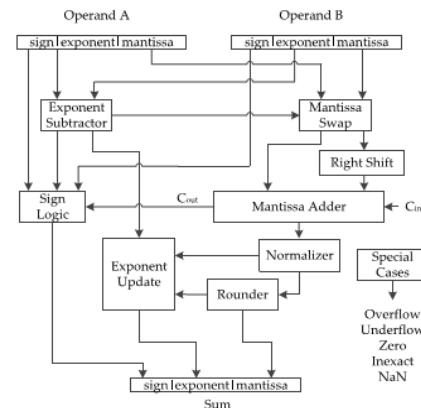 Operand A
Operand B
sign|exponent|mantissa
sign|exponent|mantissa
Exponent
Subtractor
Mantissa
Swap
Right Shift
Sign
Logic
Cout
Mantissa Adder
Cin
Exponent
Update
Normalizer
Rounder
Special
Cases
Overflow
Underflow
Zero
Inexact
NaN
sign|exponent|mantissa
Sum